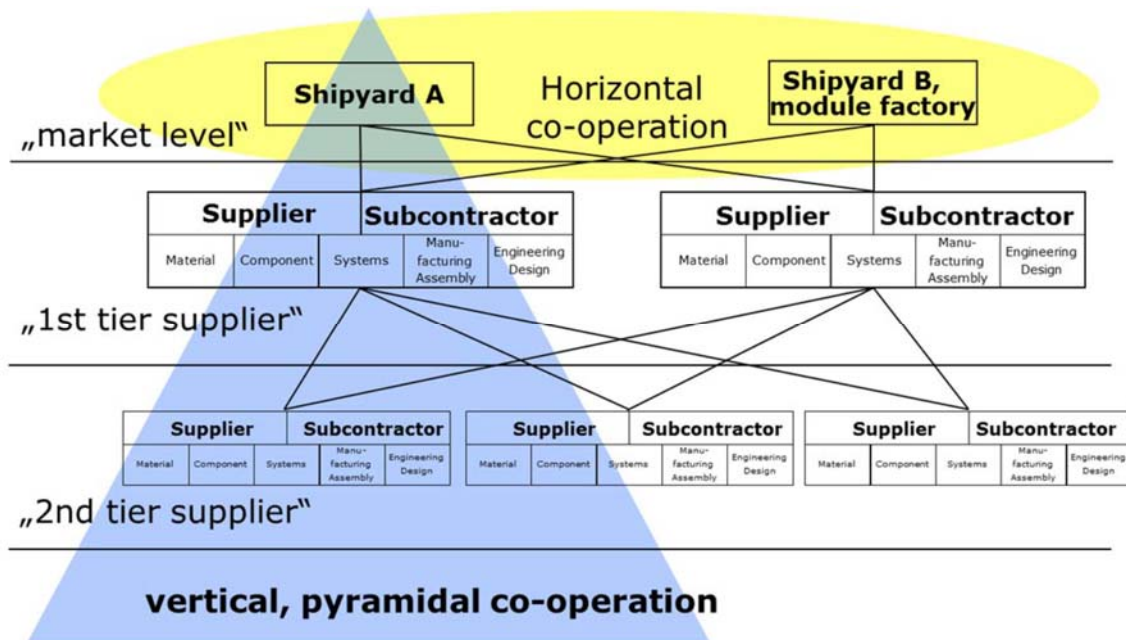 Shipyard A
Horizontal
co-operation
Shipyard B,
module factory
„market level“
Supplier
Subcontractor
Material
Component
Systems
Manu-
facturing
Assembly
Engineering
Design
Supplier
Subcontractor
Material
Component
Systems
Manu-
facturing
Assembly
Engineering
Design
„1st tier supplier“
Supplier
Subcontractor
Material
Component
Systems
Manu-
facturing
Assembly
Engineering
Design
Supplier
Subcontractor
Material
Component
Systems
Manu-
facturing
Assembly
Engineering
Design
Supplier
Subcontractor
Material
Component
Systems
Manu-
facturing
Assembly
Engineering
Design
„2nd tier supplier“
vertical, pyramidal co-operation